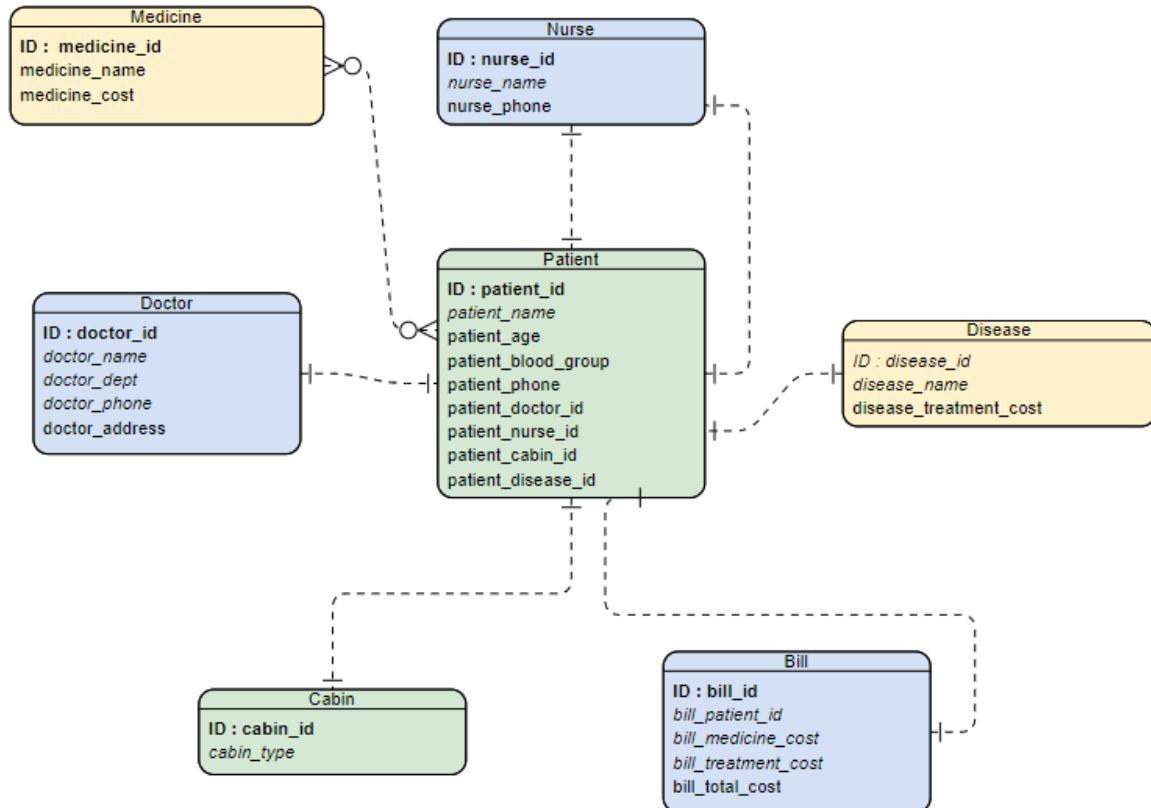 Medicine
ID : medicine_id
medicine_name
medicine_cost
Nurse
ID : nurse_id
nurse_name
nurse_phone
Patient
ID : patient_id
patient_name
patient_age
patient_blood_group
patient_phone
patient_doctor_id
patient_nurse_id
patient_cabin_id
patient_disease_id
Doctor
ID : doctor_id
doctor_name
doctor_dept
doctor_phone
doctor_address
Disease
ID : disease_id
disease_name
disease_treatment_cost
Cabin
ID : cabin_id
cabin_type
Bill
ID : bill_id
bill_patient_id
bill_medicine_cost
bill_treatment_cost
bill_total_cost